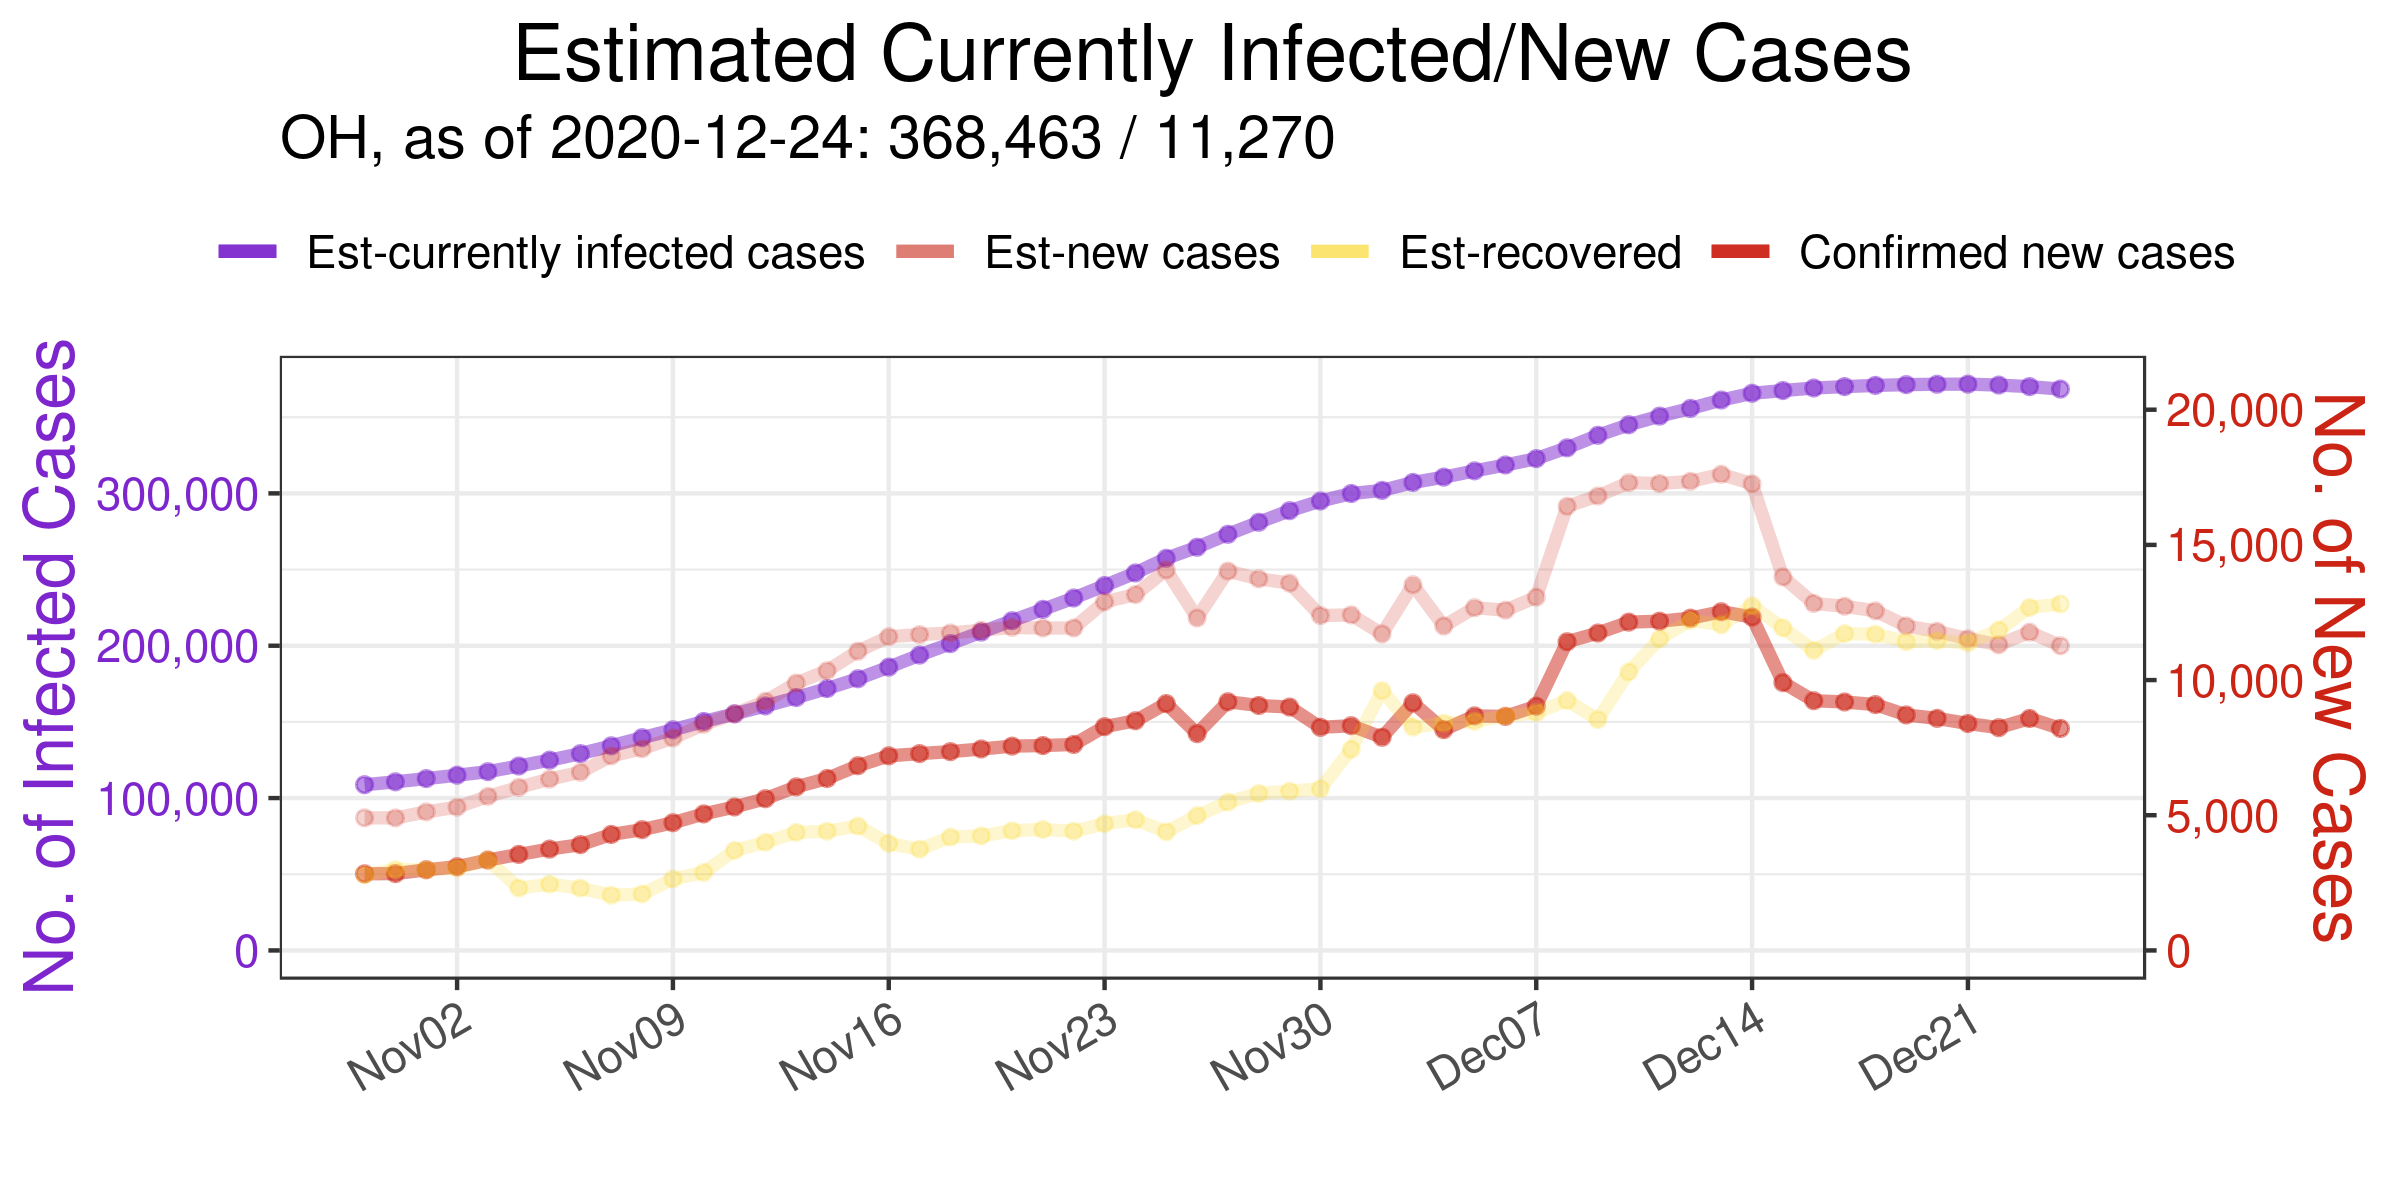 Estimated Currently Infected/New Cases
OH, as of 2020-12-24: 368,463 / 11,270
Est-currently infected cases Est-new cases Est-recovered Confirmed new cases
No. of Infected Cases
300,000
200,000
100,000
0
20,000
15,000
10,000
5,000
0
No. of New Cases
Nov02 Nov09 Nov16 Nov23 Nov30 Dec07 Dec14 Dec21